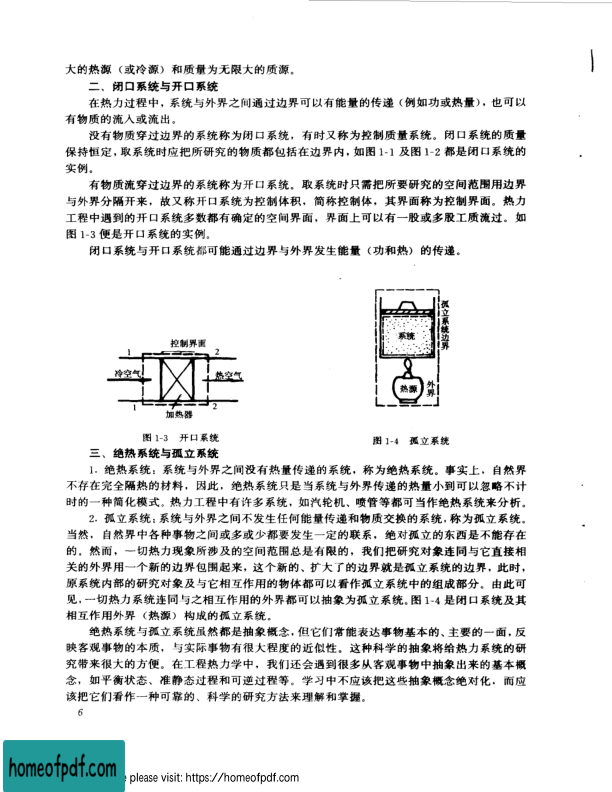 大的热源（或冷源）和质量为无限大的质源。
二、闭口系统与开口系统
在热力过程中，系统与外界之间通过边界可以有能量的传递（例如功或热量），也可以
有物质的流入或流出。
没有物质穿过边界的系统称为闭口系统，有时又称为控制质量系统。闭口系统的质量
保持恒定，取系统时应把所研究的物质都包括在边界内，如图 1-1 及图 1-2 都是闭口系统的
实例。
有物质流穿过边界的系统称为开口系统。取系统时只需把所要研究的空间范围用边界
与外界分隔开来，故又称开口系统为控制体积，简称控制体，其界面称为控制界面。热力
工程中遇到的开口系统多数都有确定的空间界面，界面上可以有一股或多股工质流过。如
图 1-3 便是开口系统的实例。
闭口系统与开口系统都可能通过边界与外界发生能量（功和热）的传递。
控制界面
1
2
冷空气
热空气
1
2
加热器
图 1-3 开口系统
系统
孤立系统边界
热源
外界
图 1-4 孤立系统
三、绝热系统与孤立系统
1. 绝热系统：系统与外界之间没有热量传递的系统，称为绝热系统。事实上，自然界
不存在完全隔热的材料，因此，绝热系统只是当系统与外界传递的热量小到可以忽略不计
时的一种简化模式。热力工程中有许多系统，如汽轮机、喷管等都可当作绝热系统来分析。
2. 孤立系统：系统与外界之间不发生任何能量传递和物质交换的系统，称为孤立系统。
当然，自然界中各种事物之间或多或少都要发生一定的联系，绝对孤立的东西是不能存在
的。然而，一切热力现象所涉及的空间范围总是有限的，我们把研究对象连同与它直接相
关的外界用一个新的边界包围起来，这个新的、扩大了的边界就是孤立系统的边界，此时，
原系统内部的研究对象及与它相互作用的物体都可以看作孤立系统中的组成部分。由此可
见，一切热力系统连同与之相互作用的外界都可以抽象为孤立系统。图 1-4 是闭口系统及其
相互作用外界（热源）构成的孤立系统。
绝热系统与孤立系统虽然都是抽象概念，但它们常能表达事物基本的、主要的一面，反
映客观事物的本质，与实际事物有很大程度的近似性。这种科学的抽象将给热力系统的研
究带来很大的方便。在工程热力学中，我们还会遇到很多从客观事物中抽象出来的基本概
念，如平衡状态、准静态过程和可逆过程等。学习中不应该把这些抽象概念绝对化，而应
该把它们看作一种可靠的、科学的研究方法来理解和掌握。
6
homeofpdf.com
please visit: https://homeofpdf.com